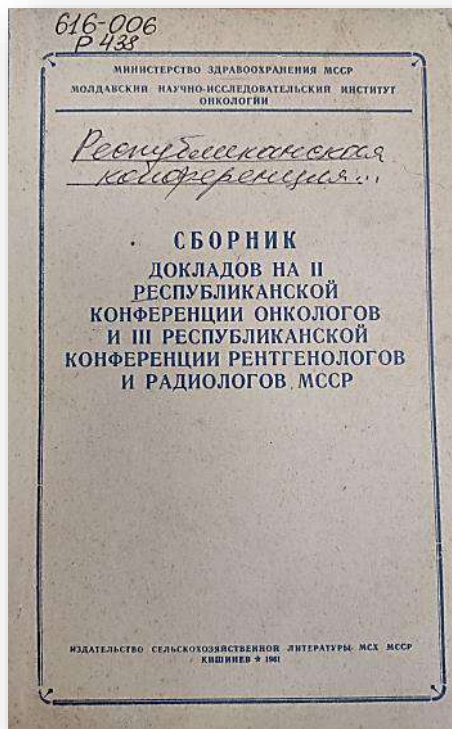 616-006
Р 438
МИНИСТЕРСТВО ЗДРАВООХРАНЕНИЯ МССР
МОЛДАВСКИЙ НАУЧНО-ИССЛЕДОВАТЕЛЬСКИЙ ИНСТИТУТ
ОНКОЛОГИИ
Республиканская
конференция...
СБОРНИК
ДОКЛАДОВ НА II
РЕСПУБЛИКАНСКОЙ
КОНФЕРЕНЦИИ ОНКОЛОГОВ
И III РЕСПУБЛИКАНСКОЙ
КОНФЕРЕНЦИИ РЕНТГЕНОЛОГОВ
И РАДИОЛОГОВ МССР
ИЗДАТЕЛЬСТВО СЕЛЬСКОХОЗЯЙСТВЕННОЙ ЛИТЕРАТУРЫ МСХ МССР
КИШИНЕВ ★ 1961